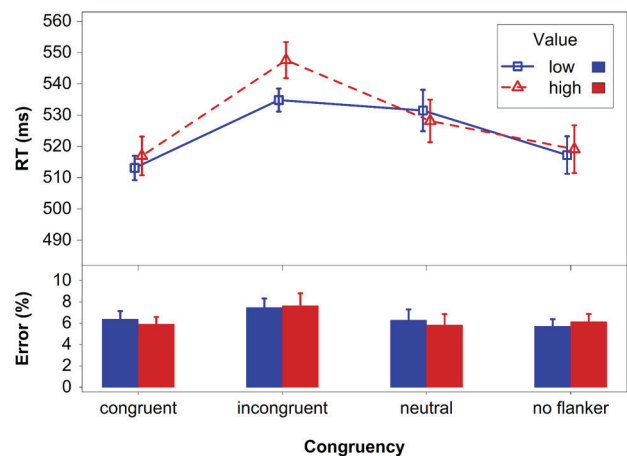 560
550
540
530
520
510
500
490
RT (ms)
Value
low
high
10
8
6
4
2
0
Error (%)
congruent incongruent neutral no flanker
Congruency